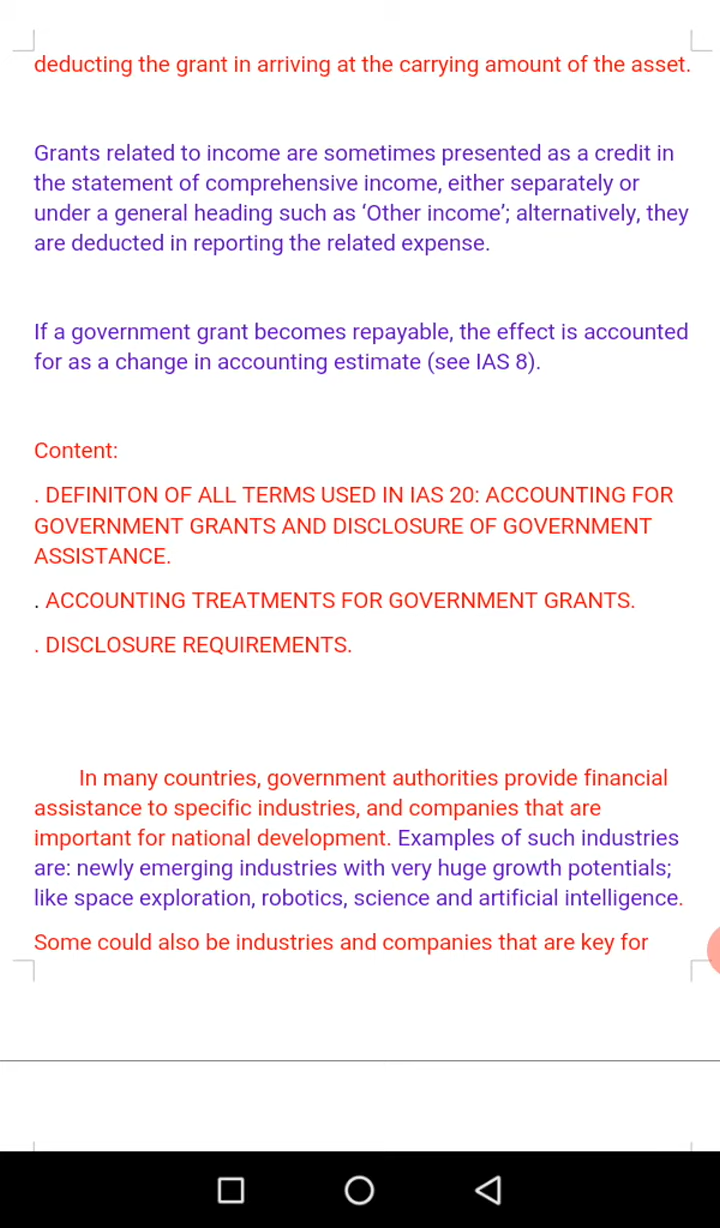 deducting the grant in arriving at the carrying amount of the asset.
Grants related to income are sometimes presented as a credit in
the statement of comprehensive income, either separately or
under a general heading such as ‘Other income’; alternatively, they
are deducted in reporting the related expense.
If a government grant becomes repayable, the effect is accounted
for as a change in accounting estimate (see IAS 8).
Content:
. DEFINITON OF ALL TERMS USED IN IAS 20: ACCOUNTING FOR
GOVERNMENT GRANTS AND DISCLOSURE OF GOVERNMENT
ASSISTANCE.
. ACCOUNTING TREATMENTS FOR GOVERNMENT GRANTS.
. DISCLOSURE REQUIREMENTS.
In many countries, government authorities provide financial
assistance to specific industries, and companies that are
important for national development. Examples of such industries
are: newly emerging industries with very huge growth potentials;
like space exploration, robotics, science and artificial intelligence.
Some could also be industries and companies that are key for